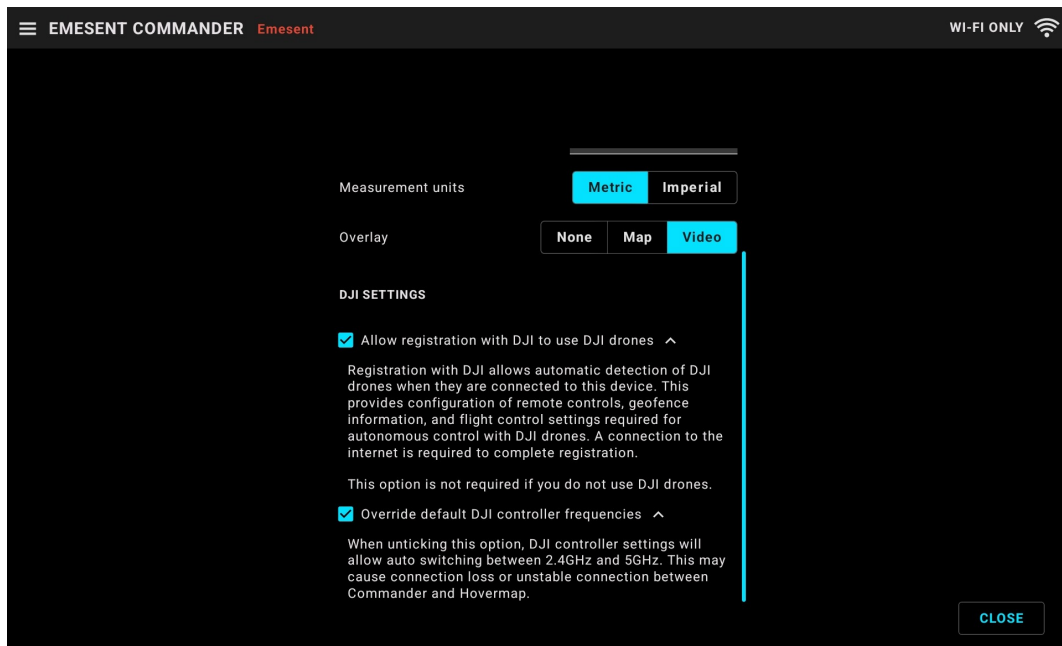 EMESENT COMMANDER Emesent WI-FI ONLY
Measurement units Metric Imperial
Overlay None Map Video
DJI SETTINGS
Allow registration with DJI to use DJI drones
Registration with DJI allows automatic detection of DJI
drones when they are connected to this device. This
provides configuration of remote controls, geofence
information, and flight control settings required for
autonomous control with DJI drones. A connection to the
internet is required to complete registration.
This option is not required if you do not use DJI drones.
Override default DJI controller frequencies
When unticking this option, DJI controller settings will
allow auto switching between 2.4GHz and 5GHz. This may
cause connection loss or unstable connection between
Commander and Hovermap.
CLOSE